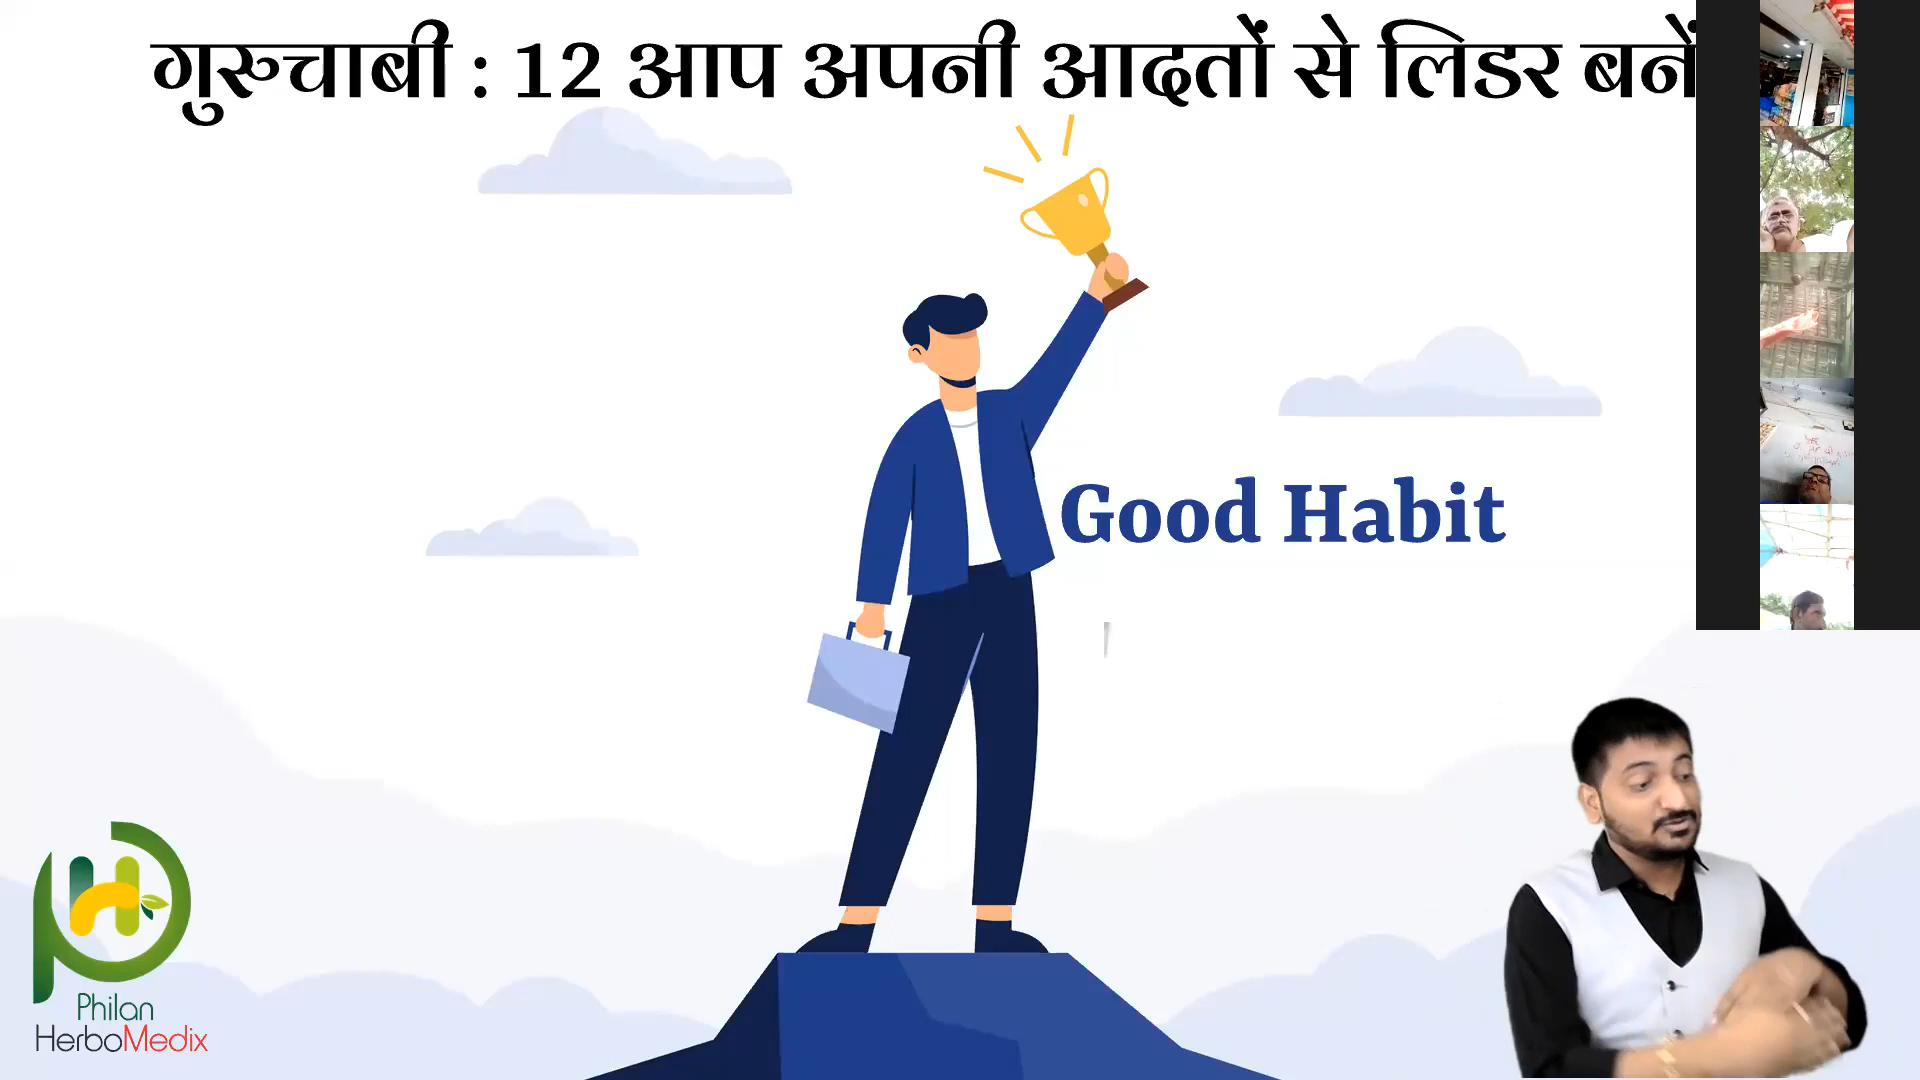 गुरुचाबी : 12 आप अपनी आदतों से लिडर बनें
Good Habit
Philan
HerboMedix